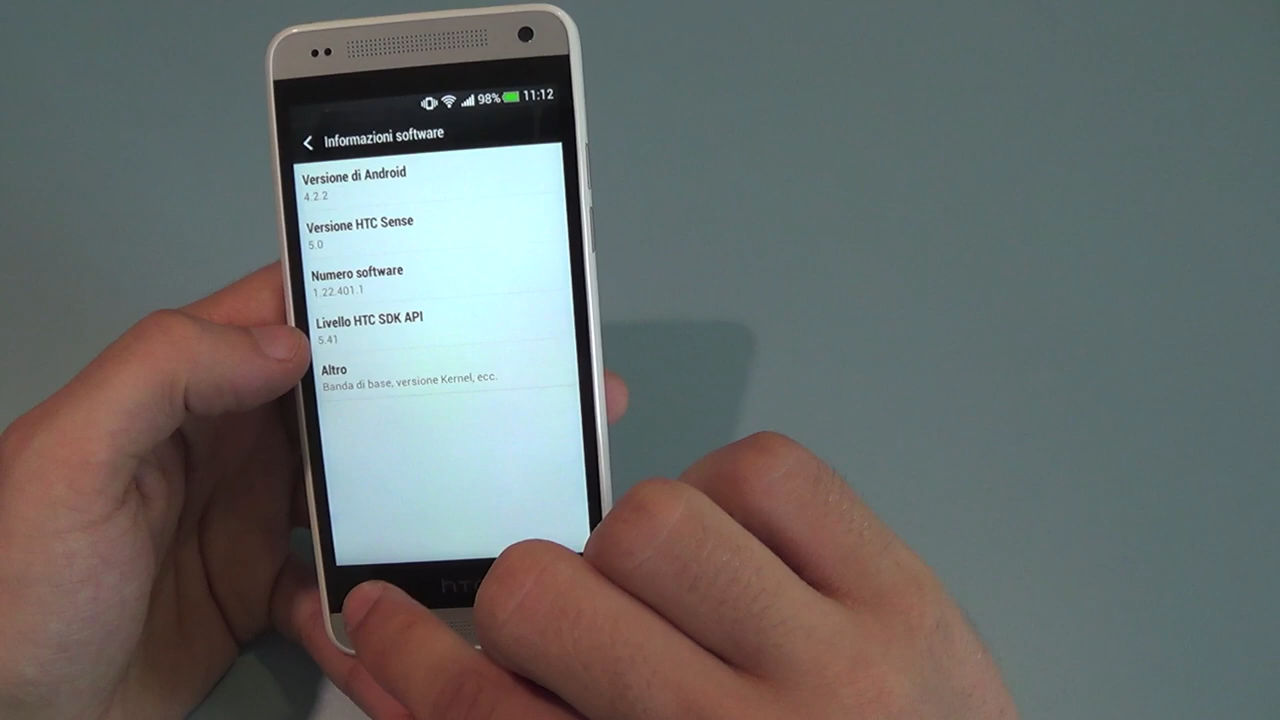 98% 11:12
Informazioni software
Versione di Android
4.2.2
Versione HTC Sense
5.0
Numero software
1.22.401.1
Livello HTC SDK API
5.41
Altro
Banda di base, versione Kernel, ecc.